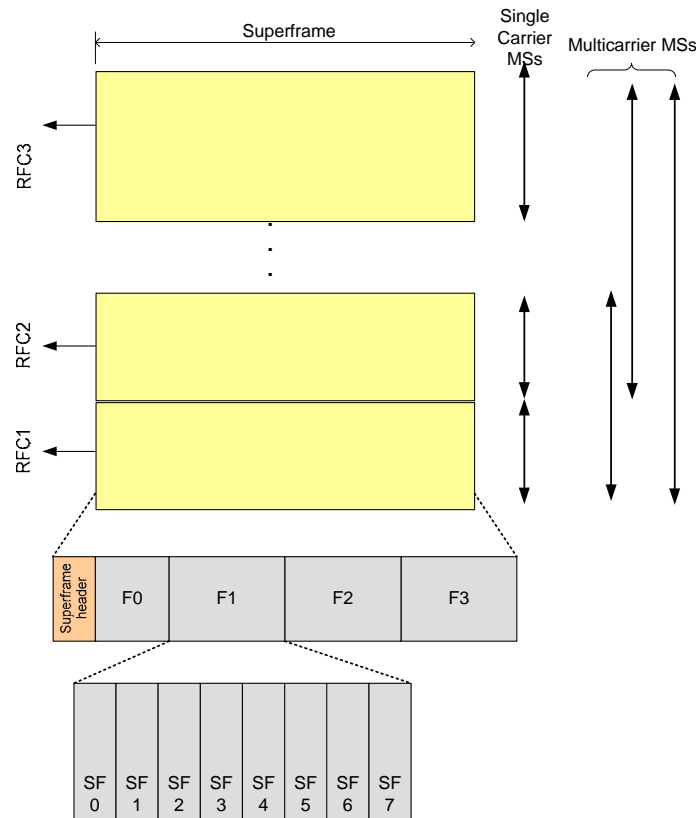 Superframe
Single
Carrier
MSs
Multicarrier MSs
RFC3
. . .
RFC2
RFC1
Superframe
header
F0
F1
F2
F3
SF
0
SF
1
SF
2
SF
3
SF
4
SF
5
SF
6
SF
7